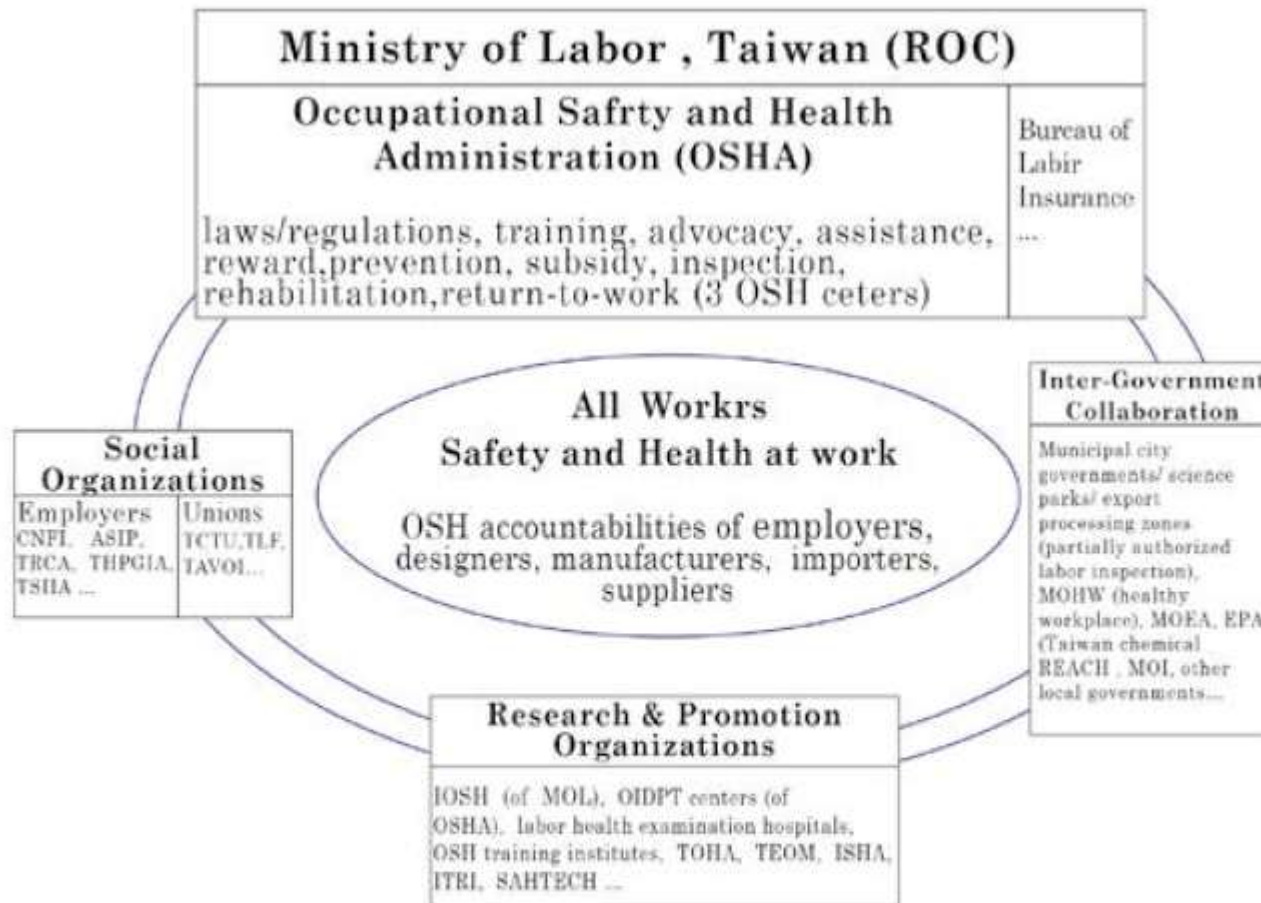 Ministry of Labor , Taiwan (ROC)
Occupational Safrty and Health
Administration (OSHA)
laws/regulations, training, advocacy, assistance,
reward,prevention, subsidy, inspection,
rehabilitation,return-to-work (3 OSH ceters)
Bureau of
Labir
Insurance
...
All Workrs
Safety and Health at work
OSH accountabilities of employers,
designers, manufacturers, importers,
suppliers
Social
Organizations
Employers
CNFI, ASIP,
TRCA, THPGIA,
TSHA ...
Unions
TCTU,TLF,
TAVOI...
Inter-Government
Collaboration
Municipal city
governments/ science
parks/ export
processing zones
(partially authorized
labor inspection),
MOHW (healthy
workplace), MOEA, EPA
(Taiwan chemical
REACH , MOI, other
local governments...
Research & Promotion
Organizations
IOSH (of MOL), OIDPT centers (of
OSHA), labor health examination hospitals,
OSH training institutes, TOHA, TEOM, ISHA,
ITRI, SAHTECH ...